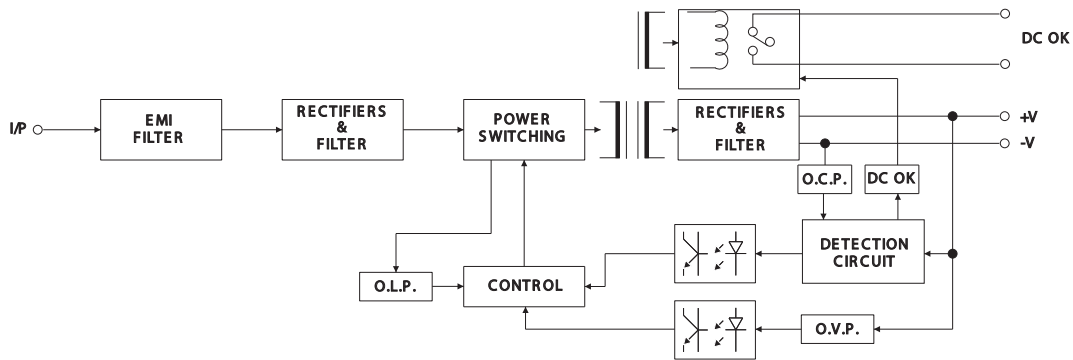 DC OK
I/P
EMI
FILTER
RECTIFIERS
&
FILTER
POWER
SWITCHING
RECTIFIERS
&
FILTER
+V
-V
O.C.P.
DC OK
DETECTION
CIRCUIT
O.L.P.
CONTROL
O.V.P.